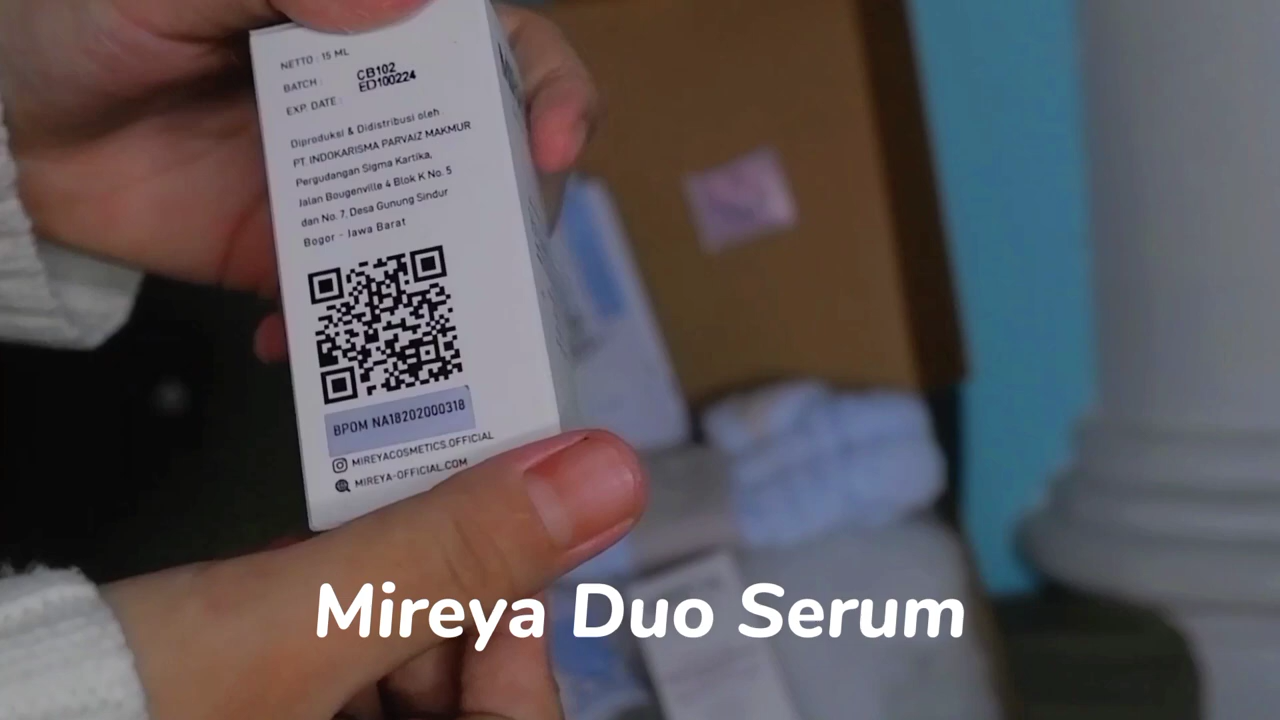 NETTO : 15 ML
BATCH : CB102
EXP. DATE : ED100224
Diproduksi & Didistribusi oleh
PT. INDOKARISMA PARVAIZ MAKMUR
Pergudangan Sigma Kartika,
Jalan Bougenville 4 Blok K No. 5
dan No. 7, Desa Gunung Sindur
Bogor - Jawa Barat
BPOM NA18202000318
MIREYACOSMETICS.OFFICIAL
MIREYA-OFFICIAL.COM
Mireya Duo Serum